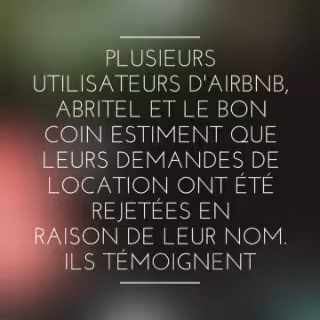 PLUSIEURS
UTILISATEURS D'AIRBNB,
ABRITEL ET LE BON
COIN ESTIMENT QUE
LEURS DEMANDES DE
LOCATION ONT ÉTÉ
REJETÉES EN
RAISON DE LEUR NOM.
ILS TÉMOIGNENT